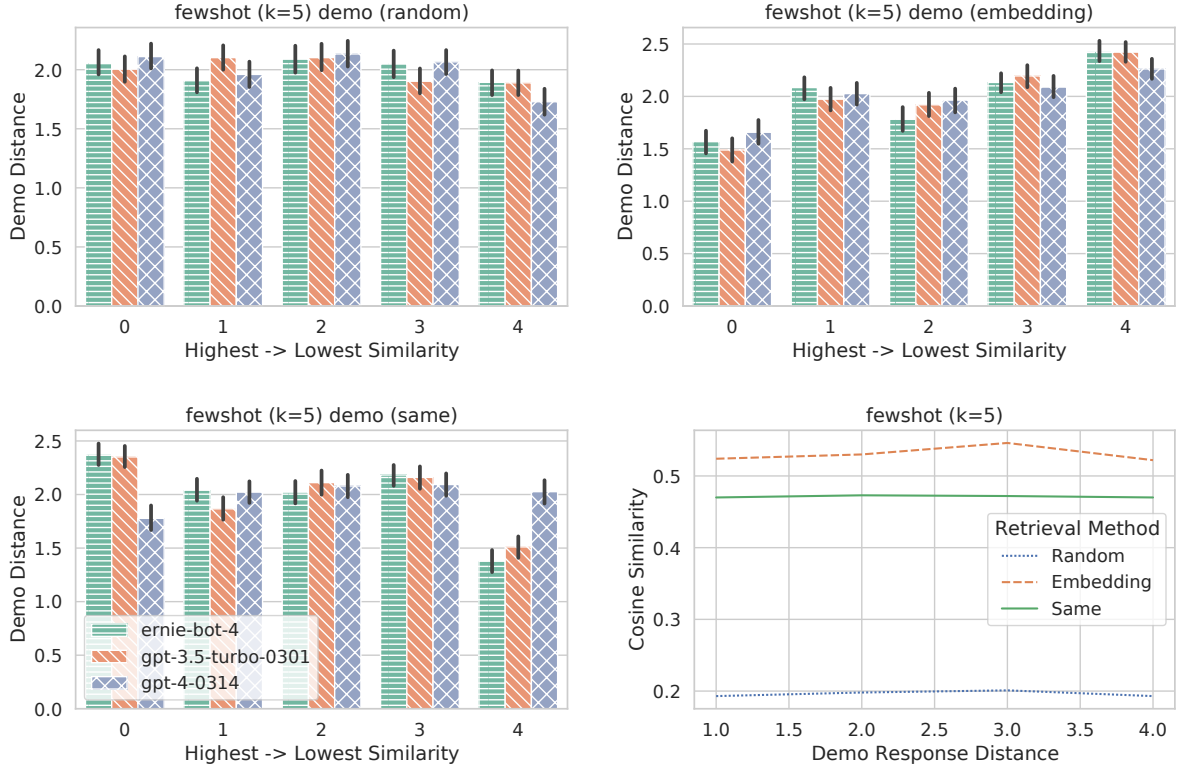 fewshot (k=5) demo (random)
Demo Distance
2.0
1.5
1.0
0.5
0.0
0 1 2 3 4
Highest -> Lowest Similarity
fewshot (k=5) demo (embedding)
Demo Distance
2.5
2.0
1.5
1.0
0.5
0.0
0 1 2 3 4
Highest -> Lowest Similarity
fewshot (k=5) demo (same)
Demo Distance
2.5
2.0
1.5
1.0
0.5
0.0
ernie-bot-4
gpt-3.5-turbo-0301
gpt-4-0314
0 1 2 3 4
Highest -> Lowest Similarity
fewshot (k=5)
Cosine Similarity
0.5
0.4
0.3
0.2
Retrieval Method
Random
Embedding
Same
1.0 1.5 2.0 2.5 3.0 3.5 4.0
Demo Response Distance